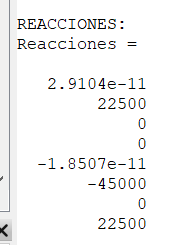 REACCIONES:
Reacciones =
2.9104e-11
22500
0
0
-1.8507e-11
-45000
0
22500